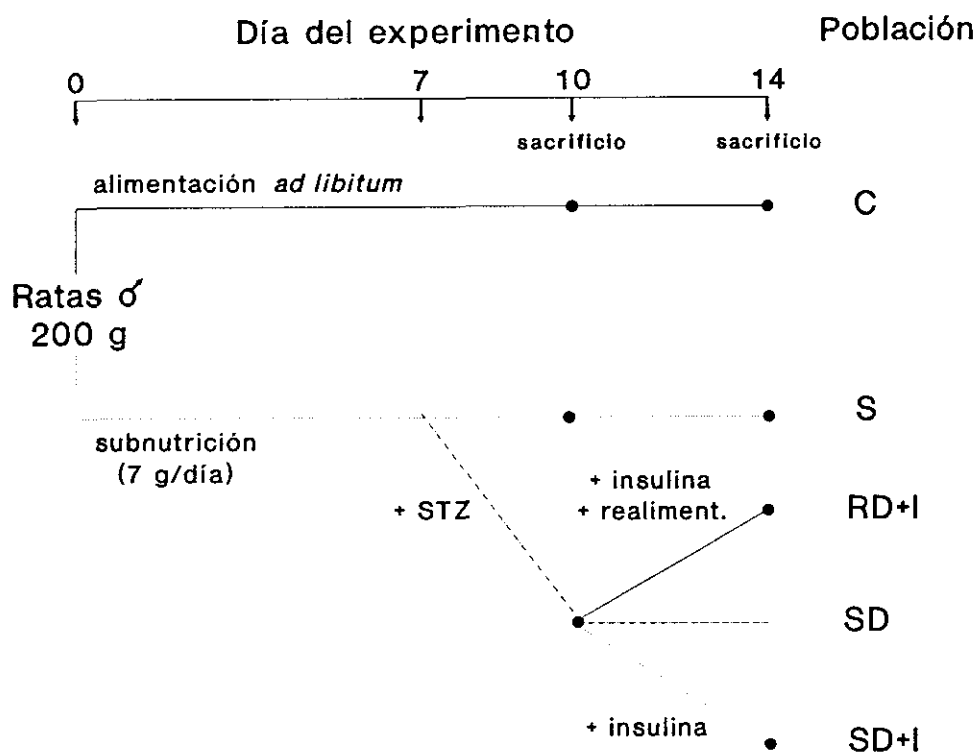 Día del experimento
Población
0 7 10 14
sacrificio sacrificio
alimentación ad libitum
C
Ratas ♂
200 g
S
subnutrición
(7 g/día)
+ insulina
+ realiment.
+ STZ
RD+I
SD
+ insulina
SD+I